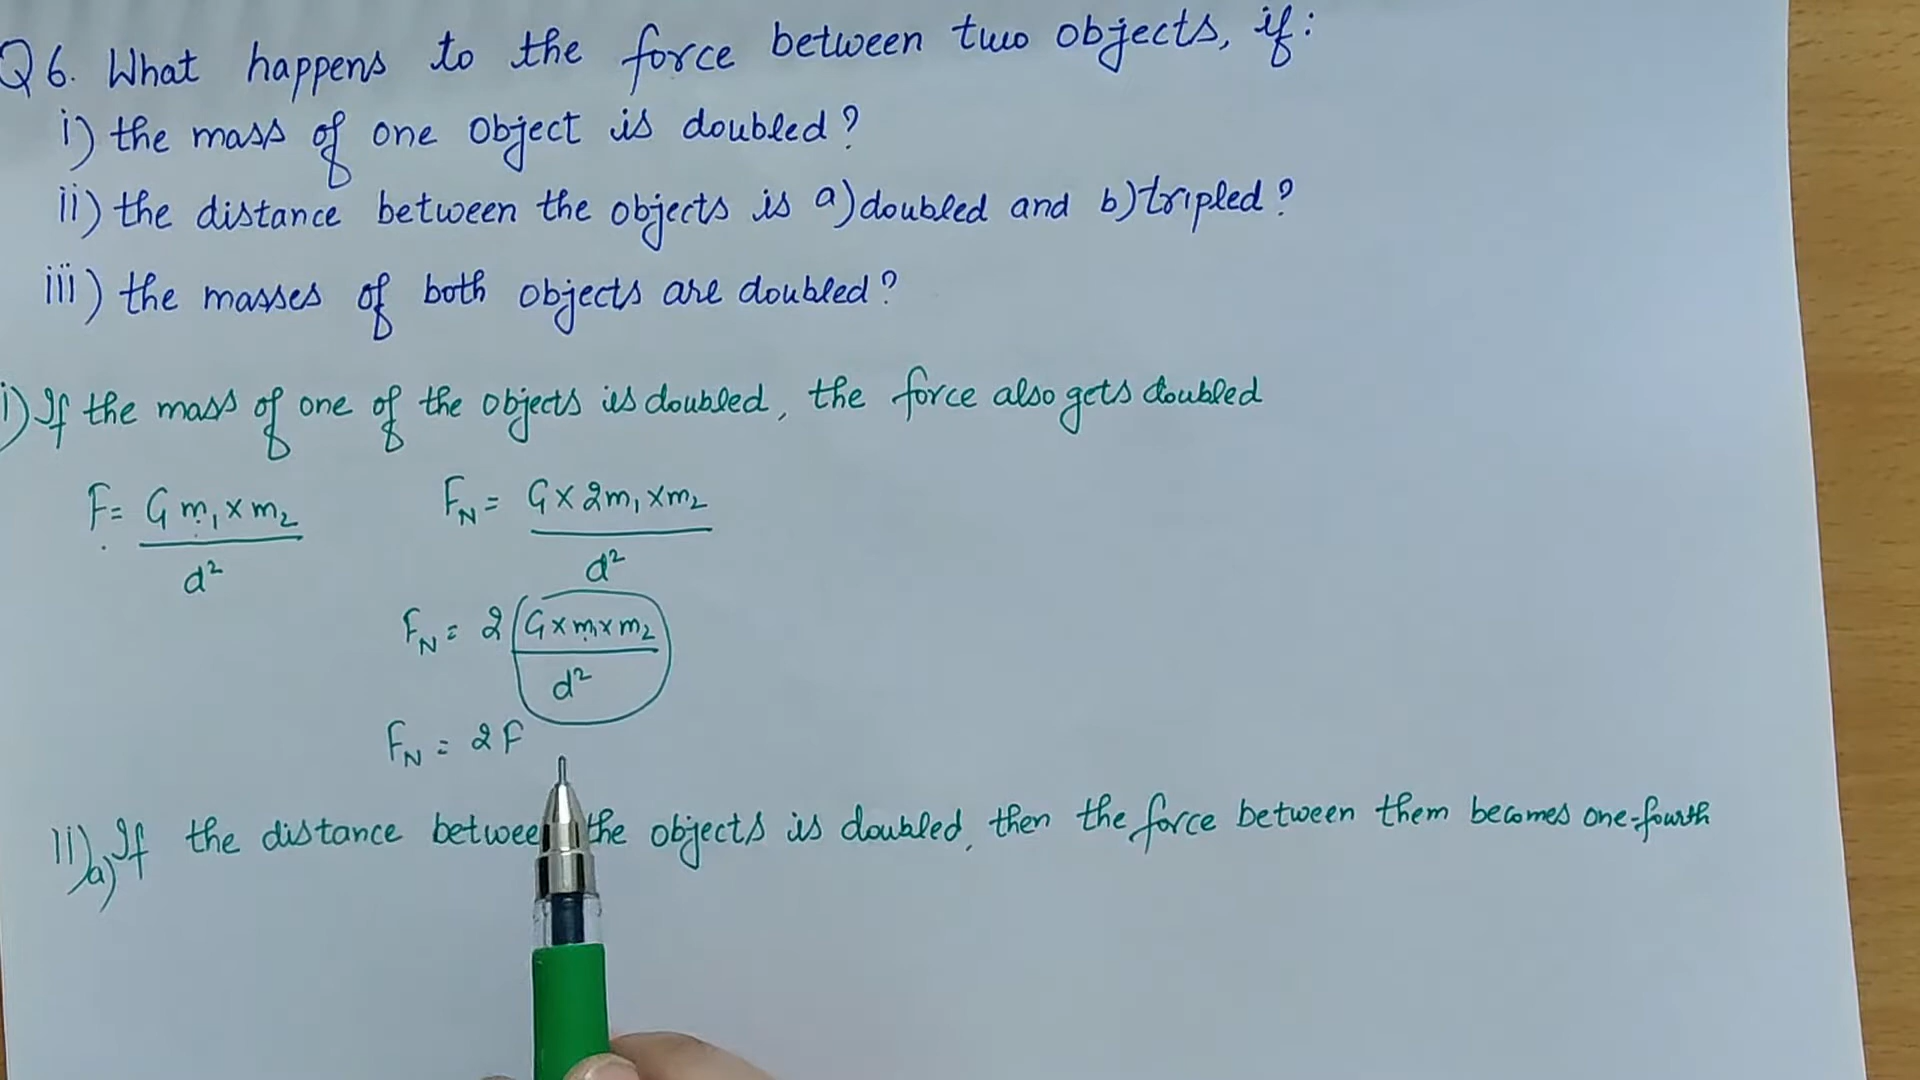 Q6. What happens to the force between two objects, if:
i) the mass of one object is doubled?
ii) the distance between the objects is a) doubled and b) tripled?
iii) the masses of both objects are doubled?
i) If the mass of one of the objects is doubled, the force also gets doubled
F = G m₁ × m₂ / d²    F_N = G × 2m₁ × m₂ / d²
F_N = 2 (G × m₁ × m₂ / d²)
F_N = 2F
ii) a) If the distance between the objects is doubled, then the force between them becomes one-fourth